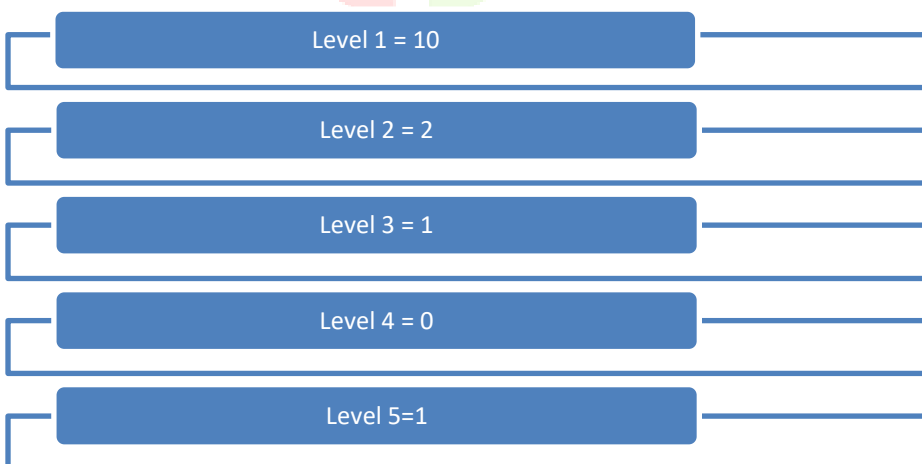 Level 1 = 10
Level 2 = 2
Level 3 = 1
Level 4 = 0
Level 5=1